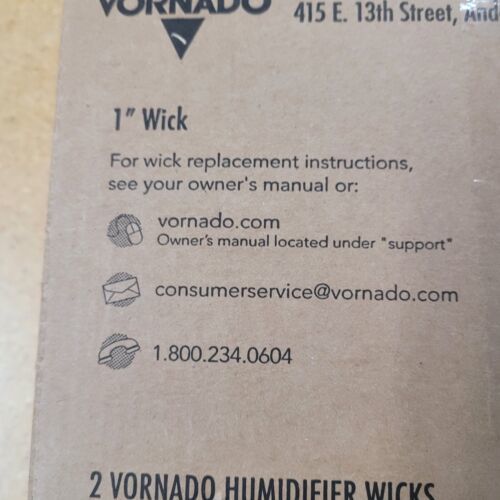 VORNADO
415 E. 13th Street,
1" Wick
For wick replacement instructions,
see your owner's manual or:
vornado.com
Owner's manual located under "support"
consumerservice@vornado.com
1.800.234.0604
2 VORNADO HUMIDIFIER WICKS